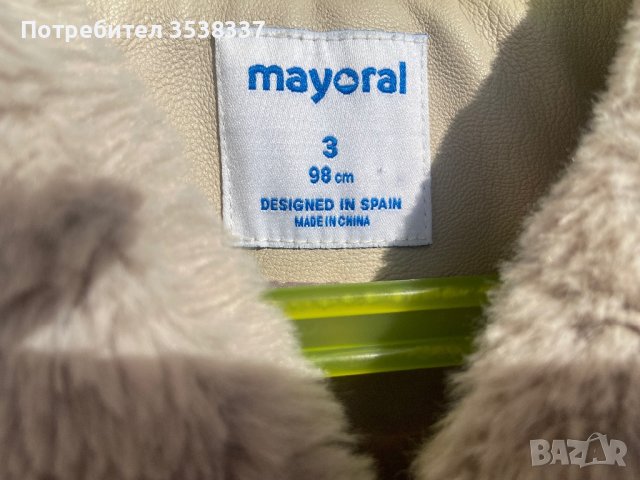 Потребител 3538337
mayoral
3
98 cm
DESIGNED IN SPAIN
MADE IN CHINA
BAZAR